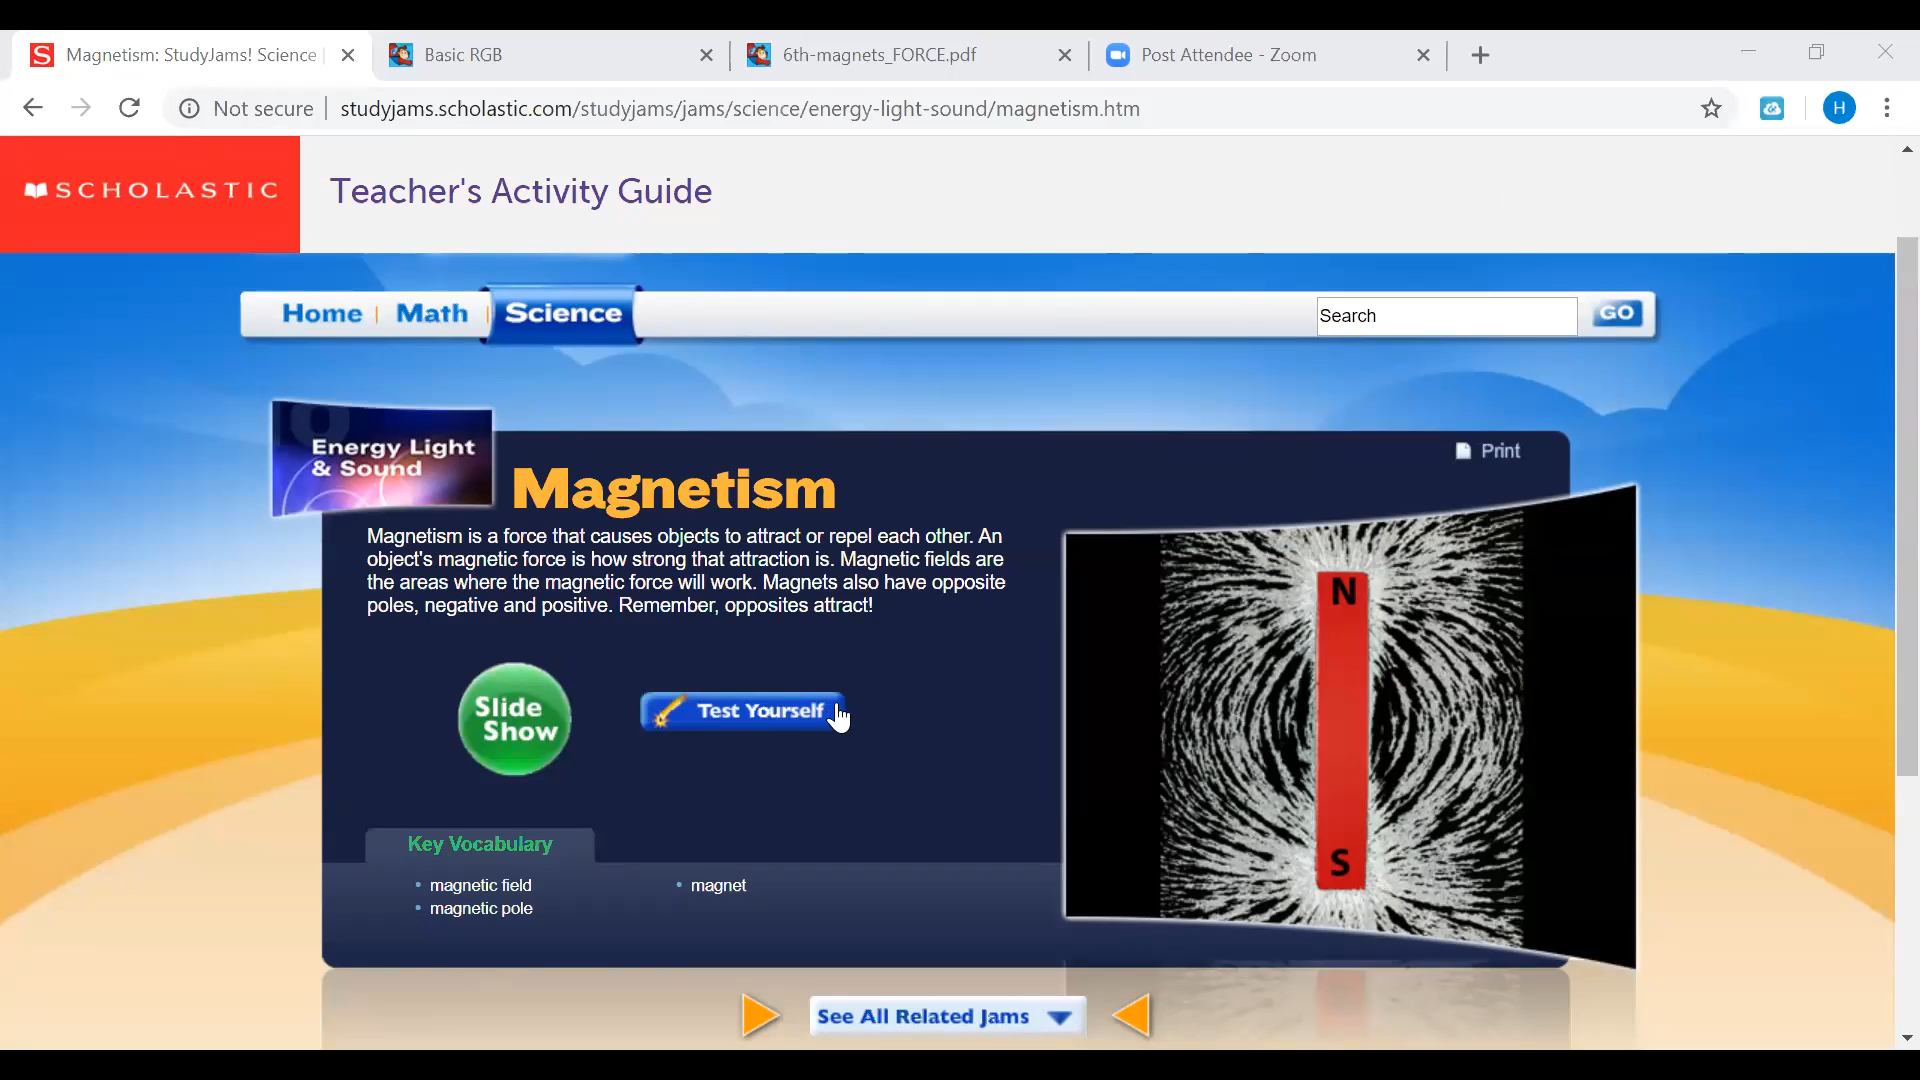 Magnetism: StudyJams! Science
Basic RGB
6th-magnets_FORCE.pdf
Post Attendee - Zoom
Not secure
studyjams.scholastic.com/studyjams/jams/science/energy-light-sound/magnetism.htm
H
SCHOLASTIC
Teacher's Activity Guide
Home
Math
Science
Search
GO
Energy Light
& Sound
Print
Magnetism
Magnetism is a force that causes objects to attract or repel each other. An
object's magnetic force is how strong that attraction is. Magnetic fields are
the areas where the magnetic force will work. Magnets also have opposite
poles, negative and positive. Remember, opposites attract!
N
Slide
Show
Test Yourself
S
Key Vocabulary
• magnetic field
• magnetic pole
• magnet
See All Related Jams